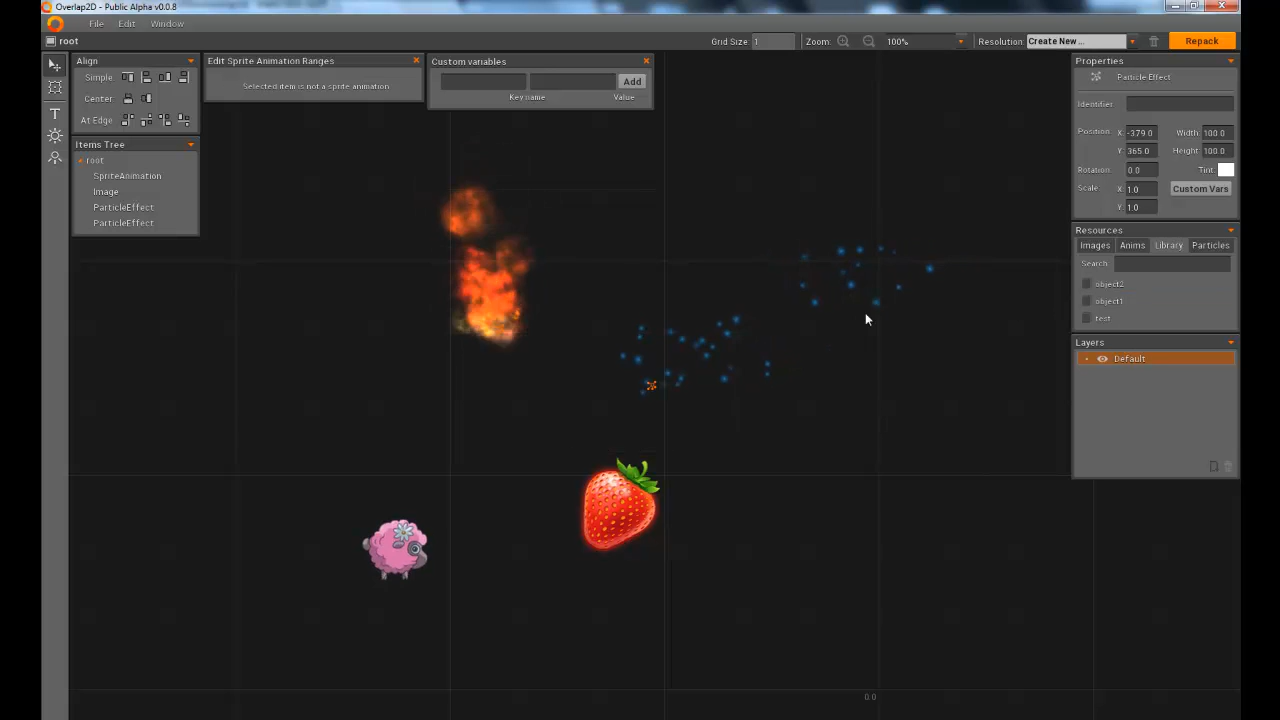 Overlap2D - Public Alpha v0.0.8
File Edit Window
root Grid Size: 1 Zoom: 100% Resolution: Create New ... Repack
Align
Simple
Center
At Edge
Items Tree
root
SpriteAnimation
Image
ParticleEffect
ParticleEffect
Edit Sprite Animation Ranges
Selected item is not a sprite animation
Custom variables
Add
Key name Value
Properties
Particle Effect
Identifier:
Position: X: -379.0 Width: 100.0
Y: 365.0 Height: 100.0
Rotation: 0.0 Tint:
Scale: X: 1.0 Custom Vars
Y: 1.0
Resources
Images Anims Library Particles
Search:
object2
object1
test
Layers
Default
0.0